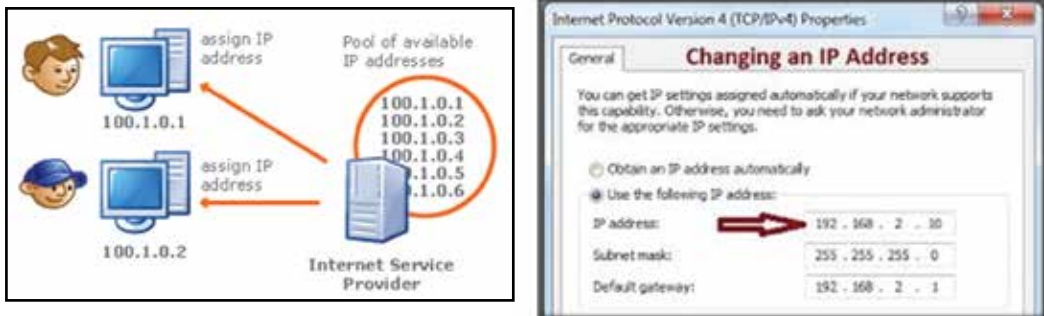 assign IP
address
Pool of available
IP addresses
100.1.0.1
100.1.0.2
100.1.0.3
100.1.0.4
.1.0.5
.1.0.6
100.1.0.1
assign IP
address
100.1.0.2
Internet Service
Provider
Internet Protocol Version 4 (TCP/IPv4) Properties
General
Changing an IP Address
You can get IP settings assigned automatically if your network supports
this capability. Otherwise, you need to ask your network administrator
for the appropriate IP settings.
Obtain an IP address automatically
Use the following IP address:
IP address: 192 . 168 . 2 . 10
Subnet mask: 255 . 255 . 255 . 0
Default gateway: 192 . 168 . 2 . 1